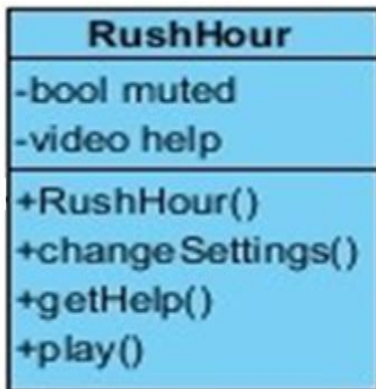 RushHour
-bool muted
-video help
+RushHour()
+changeSettings()
+getHelp()
+play()